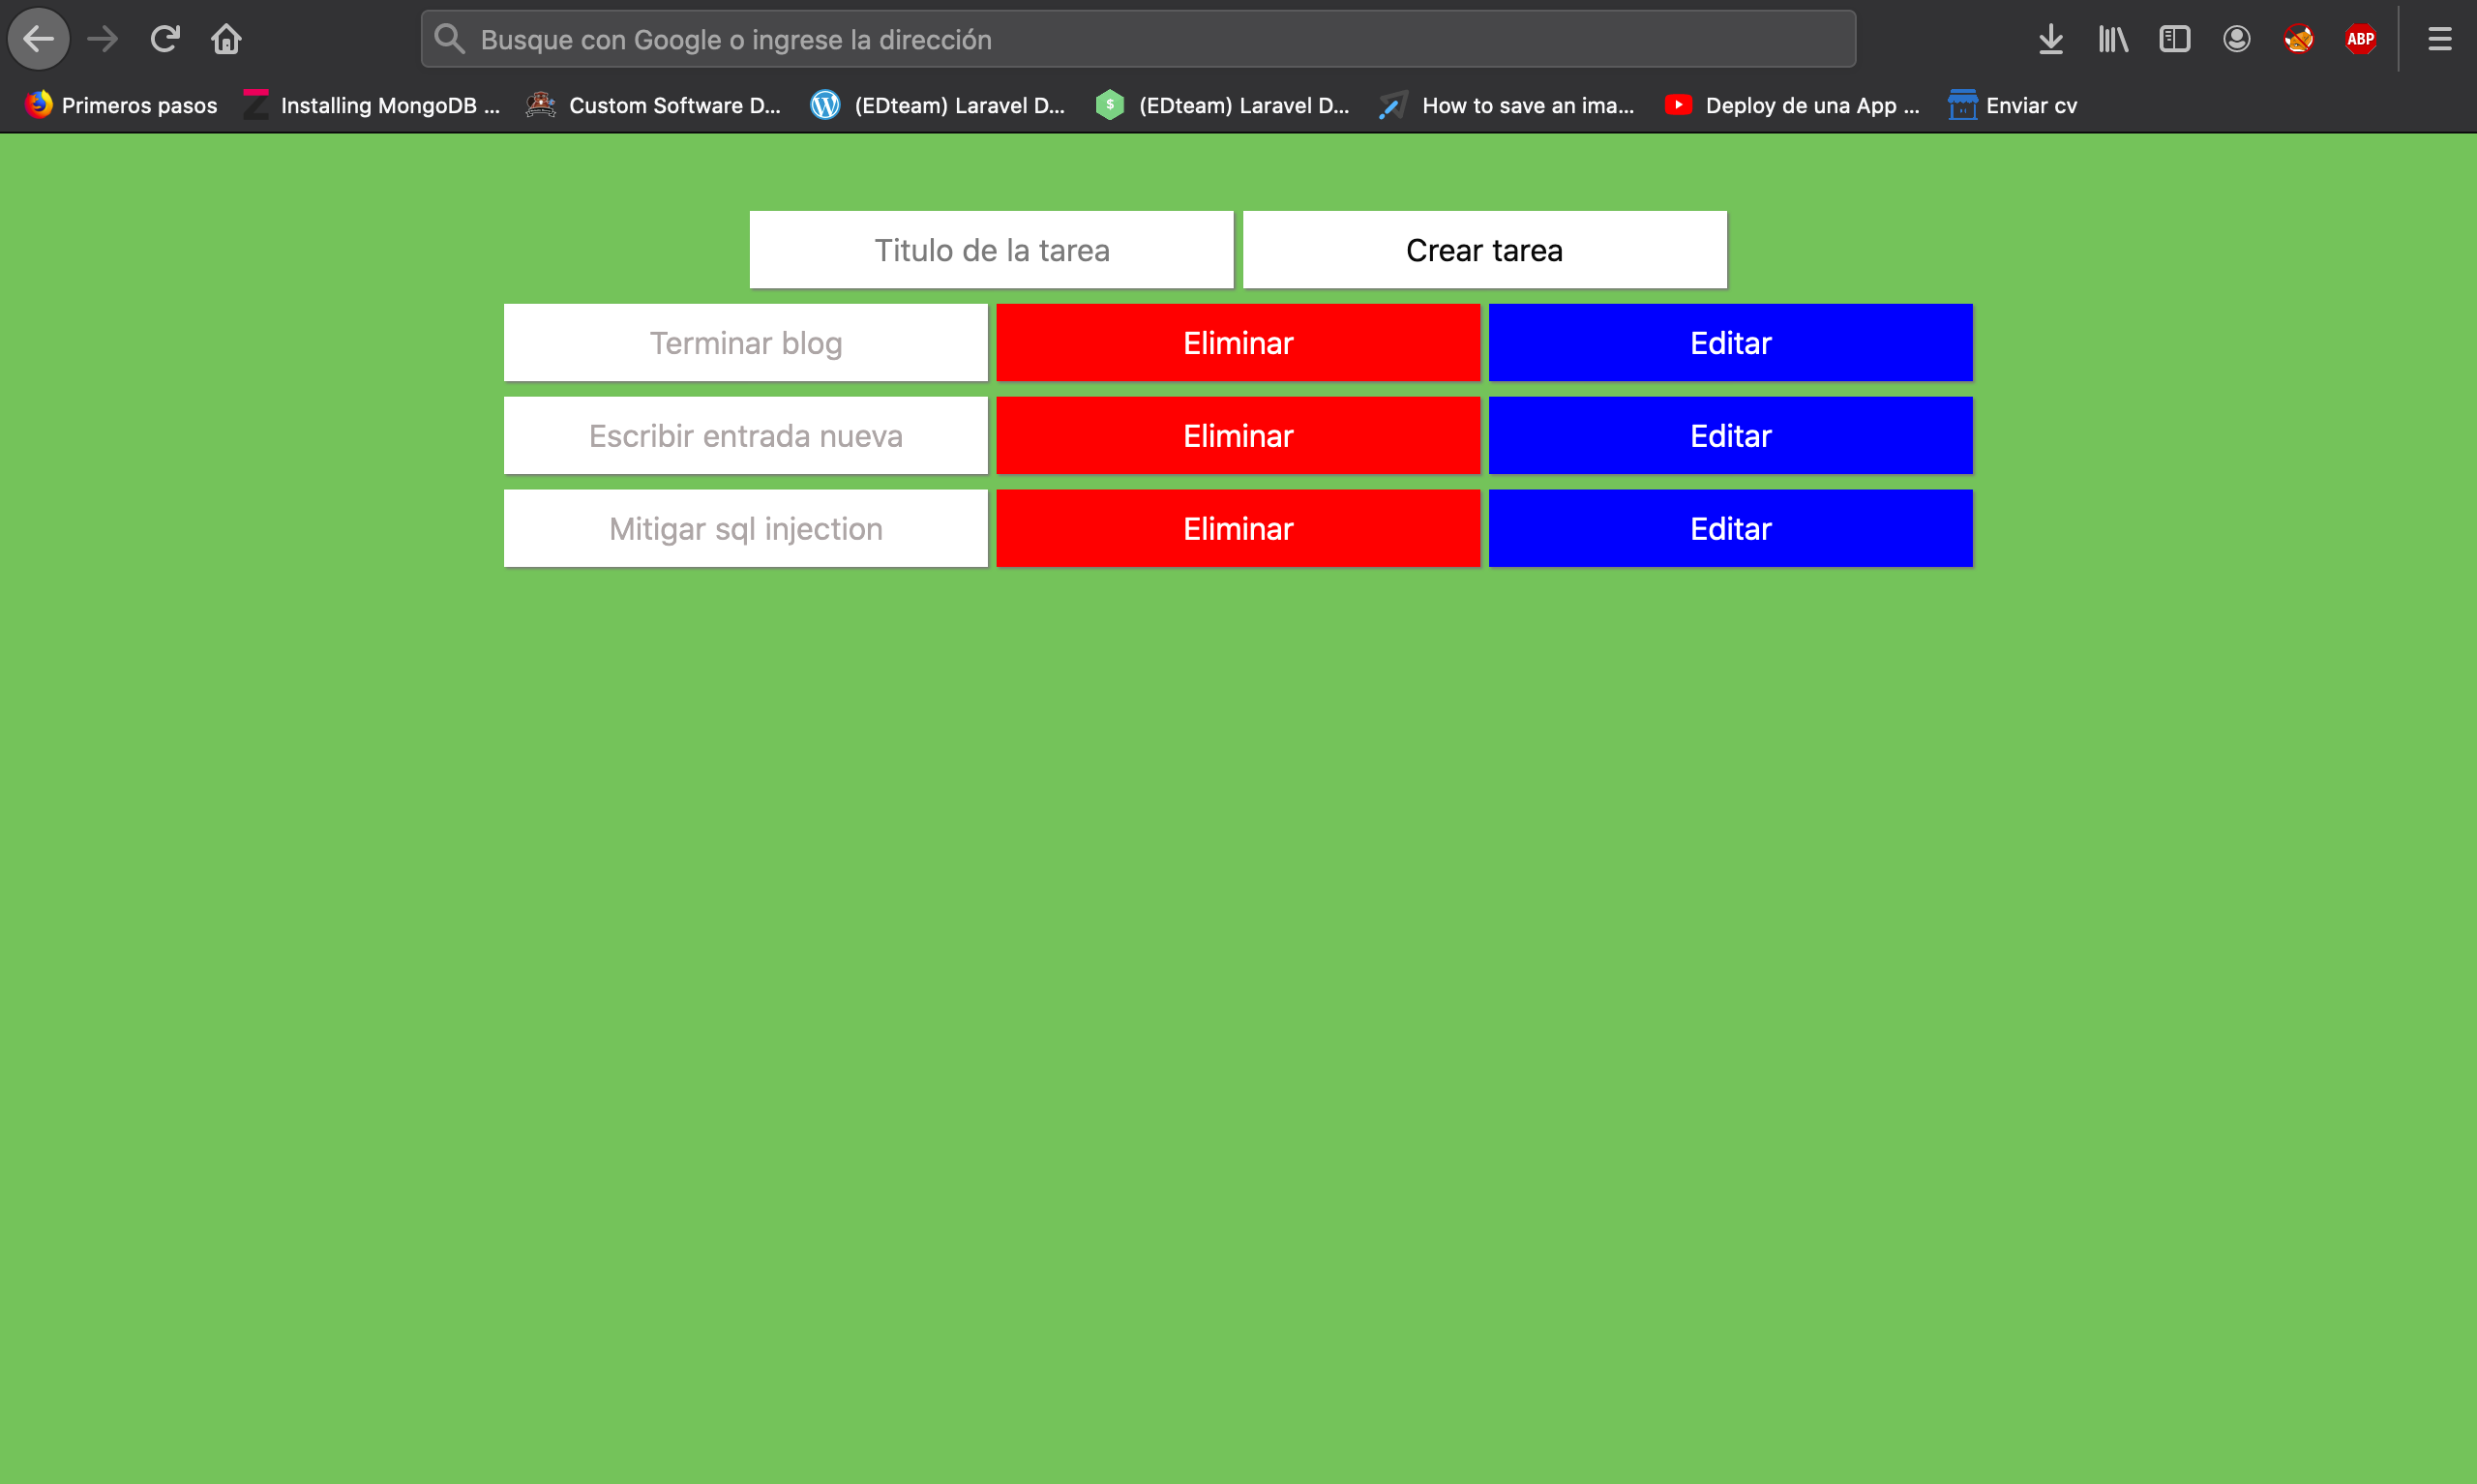 Busque con Google o ingrese la dirección
ABP
Primeros pasos Installing MongoDB ... Custom Software D... (EDteam) Laravel D... $ (EDteam) Laravel D... How to save an ima... Deploy de una App ... Enviar cv
Titulo de la tarea Crear tarea
Terminar blog Eliminar Editar
Escribir entrada nueva Eliminar Editar
Mitigar sql injection Eliminar Editar